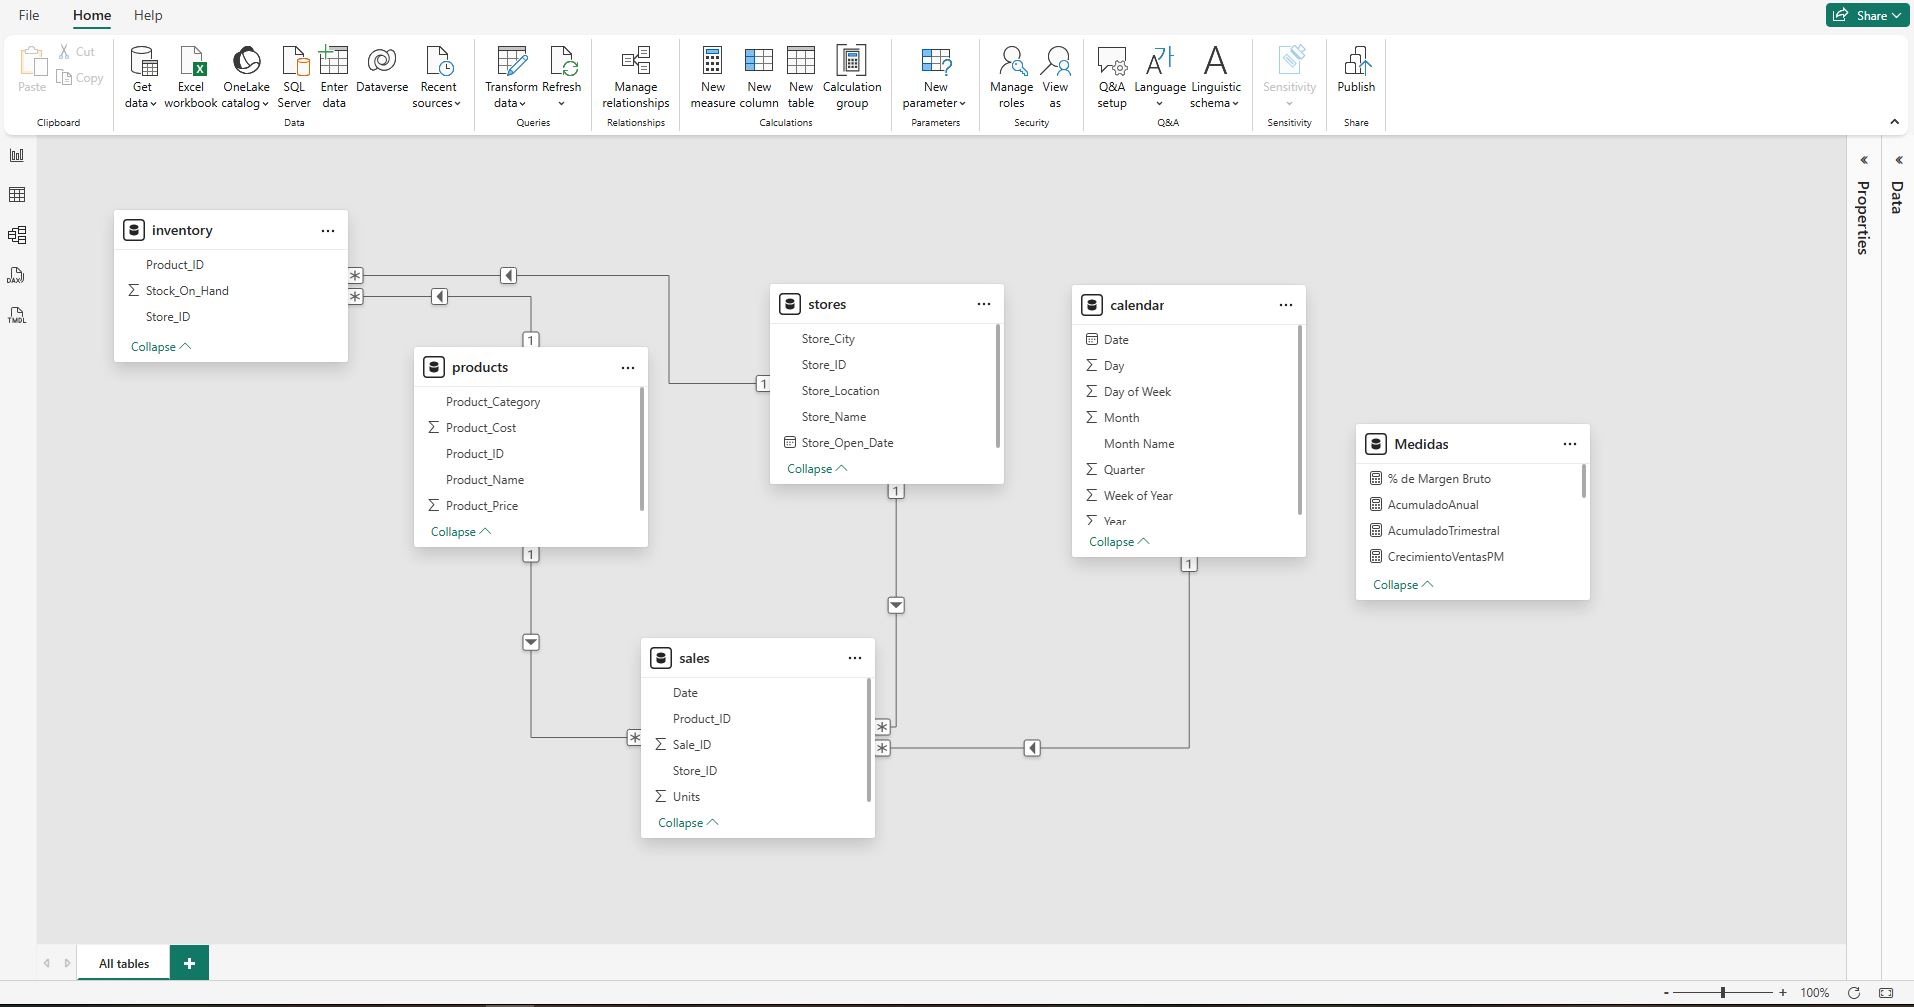 File Home Help Share
Paste Cut Copy
Clipboard
Get data Excel workbook OneLake catalog SQL Server Enter data Dataverse Recent sources
Data
Transform data Refresh
Queries
Manage relationships
Relationships
New measure New column New table Calculation group
Calculations
New parameter
Parameters
Manage roles View as
Security
Q&A setup Language Linguistic schema
Q&A
Sensitivity
Sensitivity
Publish
Share
DAX
TMDL
inventory
Product_ID
Σ Stock_On_Hand
Store_ID
Collapse
* 
*
1
1
products
Product_Category
Σ Product_Cost
Product_ID
Product_Name
Σ Product_Price
Collapse
1
stores
Store_City
Store_ID
Store_Location
Store_Name
Store_Open_Date
Collapse
1
calendar
Date
Σ Day
Σ Day of Week
Σ Month
Month Name
Σ Quarter
Σ Week of Year
Σ Year
Collapse
1
Medidas
% de Margen Bruto
AcumuladoAnual
AcumuladoTrimestral
CrecimientoVentasPM
Collapse
sales
Date
Product_ID
Σ Sale_ID
Store_ID
Σ Units
Collapse
*
*
*
Properties
Data
All tables +
- + 100%